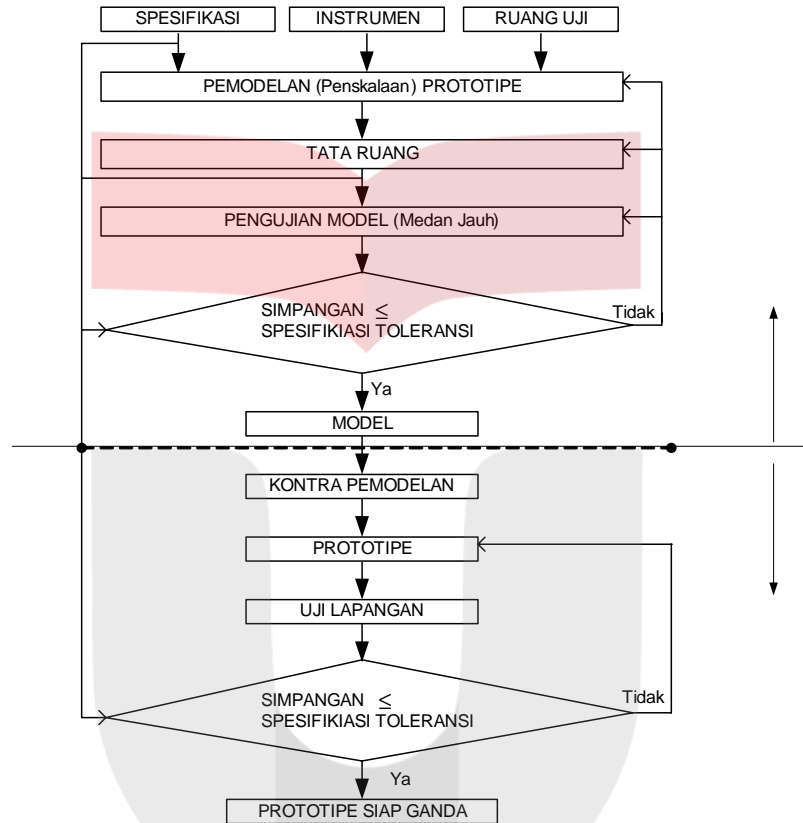 SPESIFIKASI
INSTRUMEN
RUANG UJI
PEMODELAN (Penskalaan) PROTOTIPE
TATA RUANG
PENGUJIAN MODEL (Medan Jauh)
SIMPANGAN ≤
SPESIFIKIASI TOLERANSI
Tidak
Ya
MODEL
KONTRA PEMODELAN
PROTOTIPE
UJI LAPANGAN
SIMPANGAN ≤
SPESIFIKIASI TOLERANSI
Tidak
Ya
PROTOTIPE SIAP GANDA